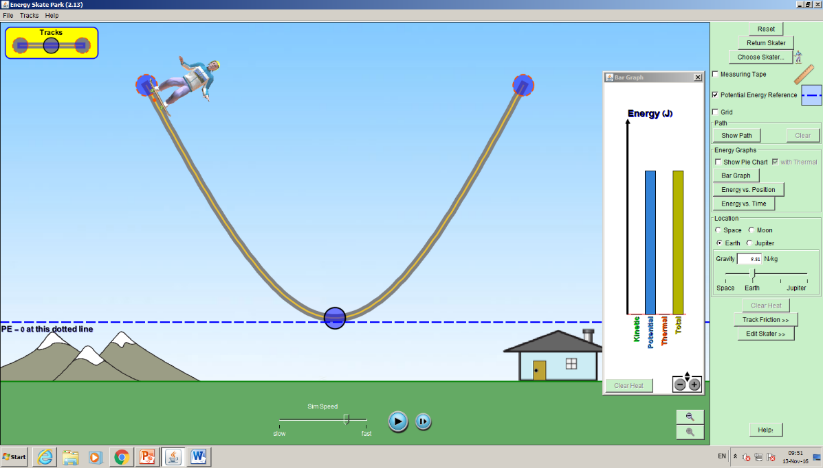 Energy Skate Park (2.13)
File Tracks Help
Tracks
PE = 0 at this dotted line
Sim Speed
slow fast
Bar Graph
Energy (J)
Kinetic
Potential
Thermal
Total
Clear Heat
Reset
Return Skater
Choose Skater...
Measuring Tape
Potential Energy Reference
Grid
Path
Show Path Clear
Energy Graphs
Show Pie Chart with Thermal
Bar Graph
Energy vs. Position
Energy vs. Time
Location
Space Moon
Earth Jupiter
Gravity 9.81 N/kg
Space Earth Jupiter
Clear Heat
Track Friction >>
Edit Skater >>
Help!
Start
EN
09:51
13-Nov-16